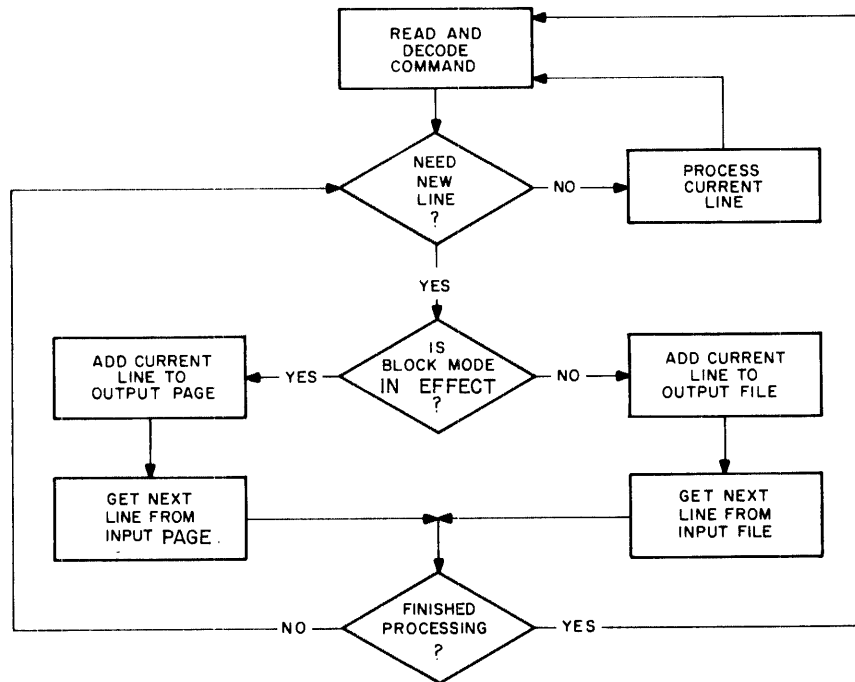 READ AND
DECODE
COMMAND
NEED
NEW
LINE
?
NO
PROCESS
CURRENT
LINE
YES
IS
BLOCK MODE
IN EFFECT
?
YES
ADD CURRENT
LINE TO
OUTPUT PAGE
NO
ADD CURRENT
LINE TO
OUTPUT FILE
GET NEXT
LINE FROM
INPUT PAGE
GET NEXT
LINE FROM
INPUT FILE
FINISHED
PROCESSING
?
NO
YES